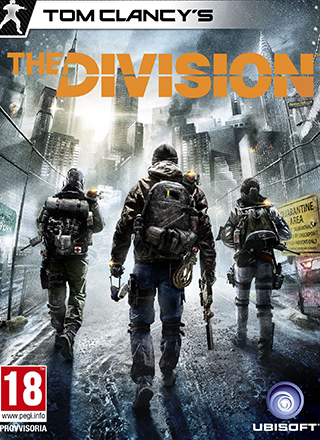 TOM CLANCY'S
THE DIVISION
QUARANTINE
AREA
18
www.pegi.info
PROVVISORIA
UBISOFT